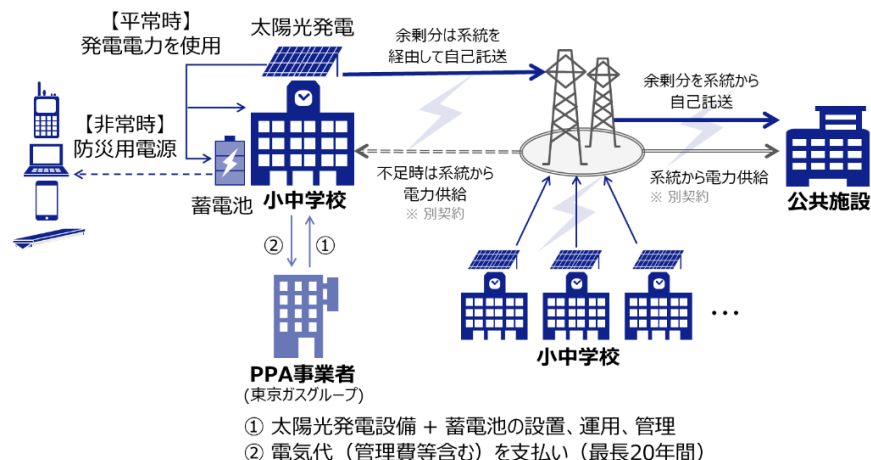 【平常時】
発電電力を使用
太陽光発電
余剰分は系統を
経由して自己託送
余剰分を系統から
自己託送
【非常時】
防災用電源
蓄電池
小中学校
不足時は系統から
電力供給
※ 別契約
系統から電力供給
※ 別契約
公共施設
② ①
小中学校
…
PPA事業者
(東京ガスグループ)
① 太陽光発電設備 + 蓄電池の設置、運用、管理
② 電気代（管理費等含む）を支払い（最長20年間）